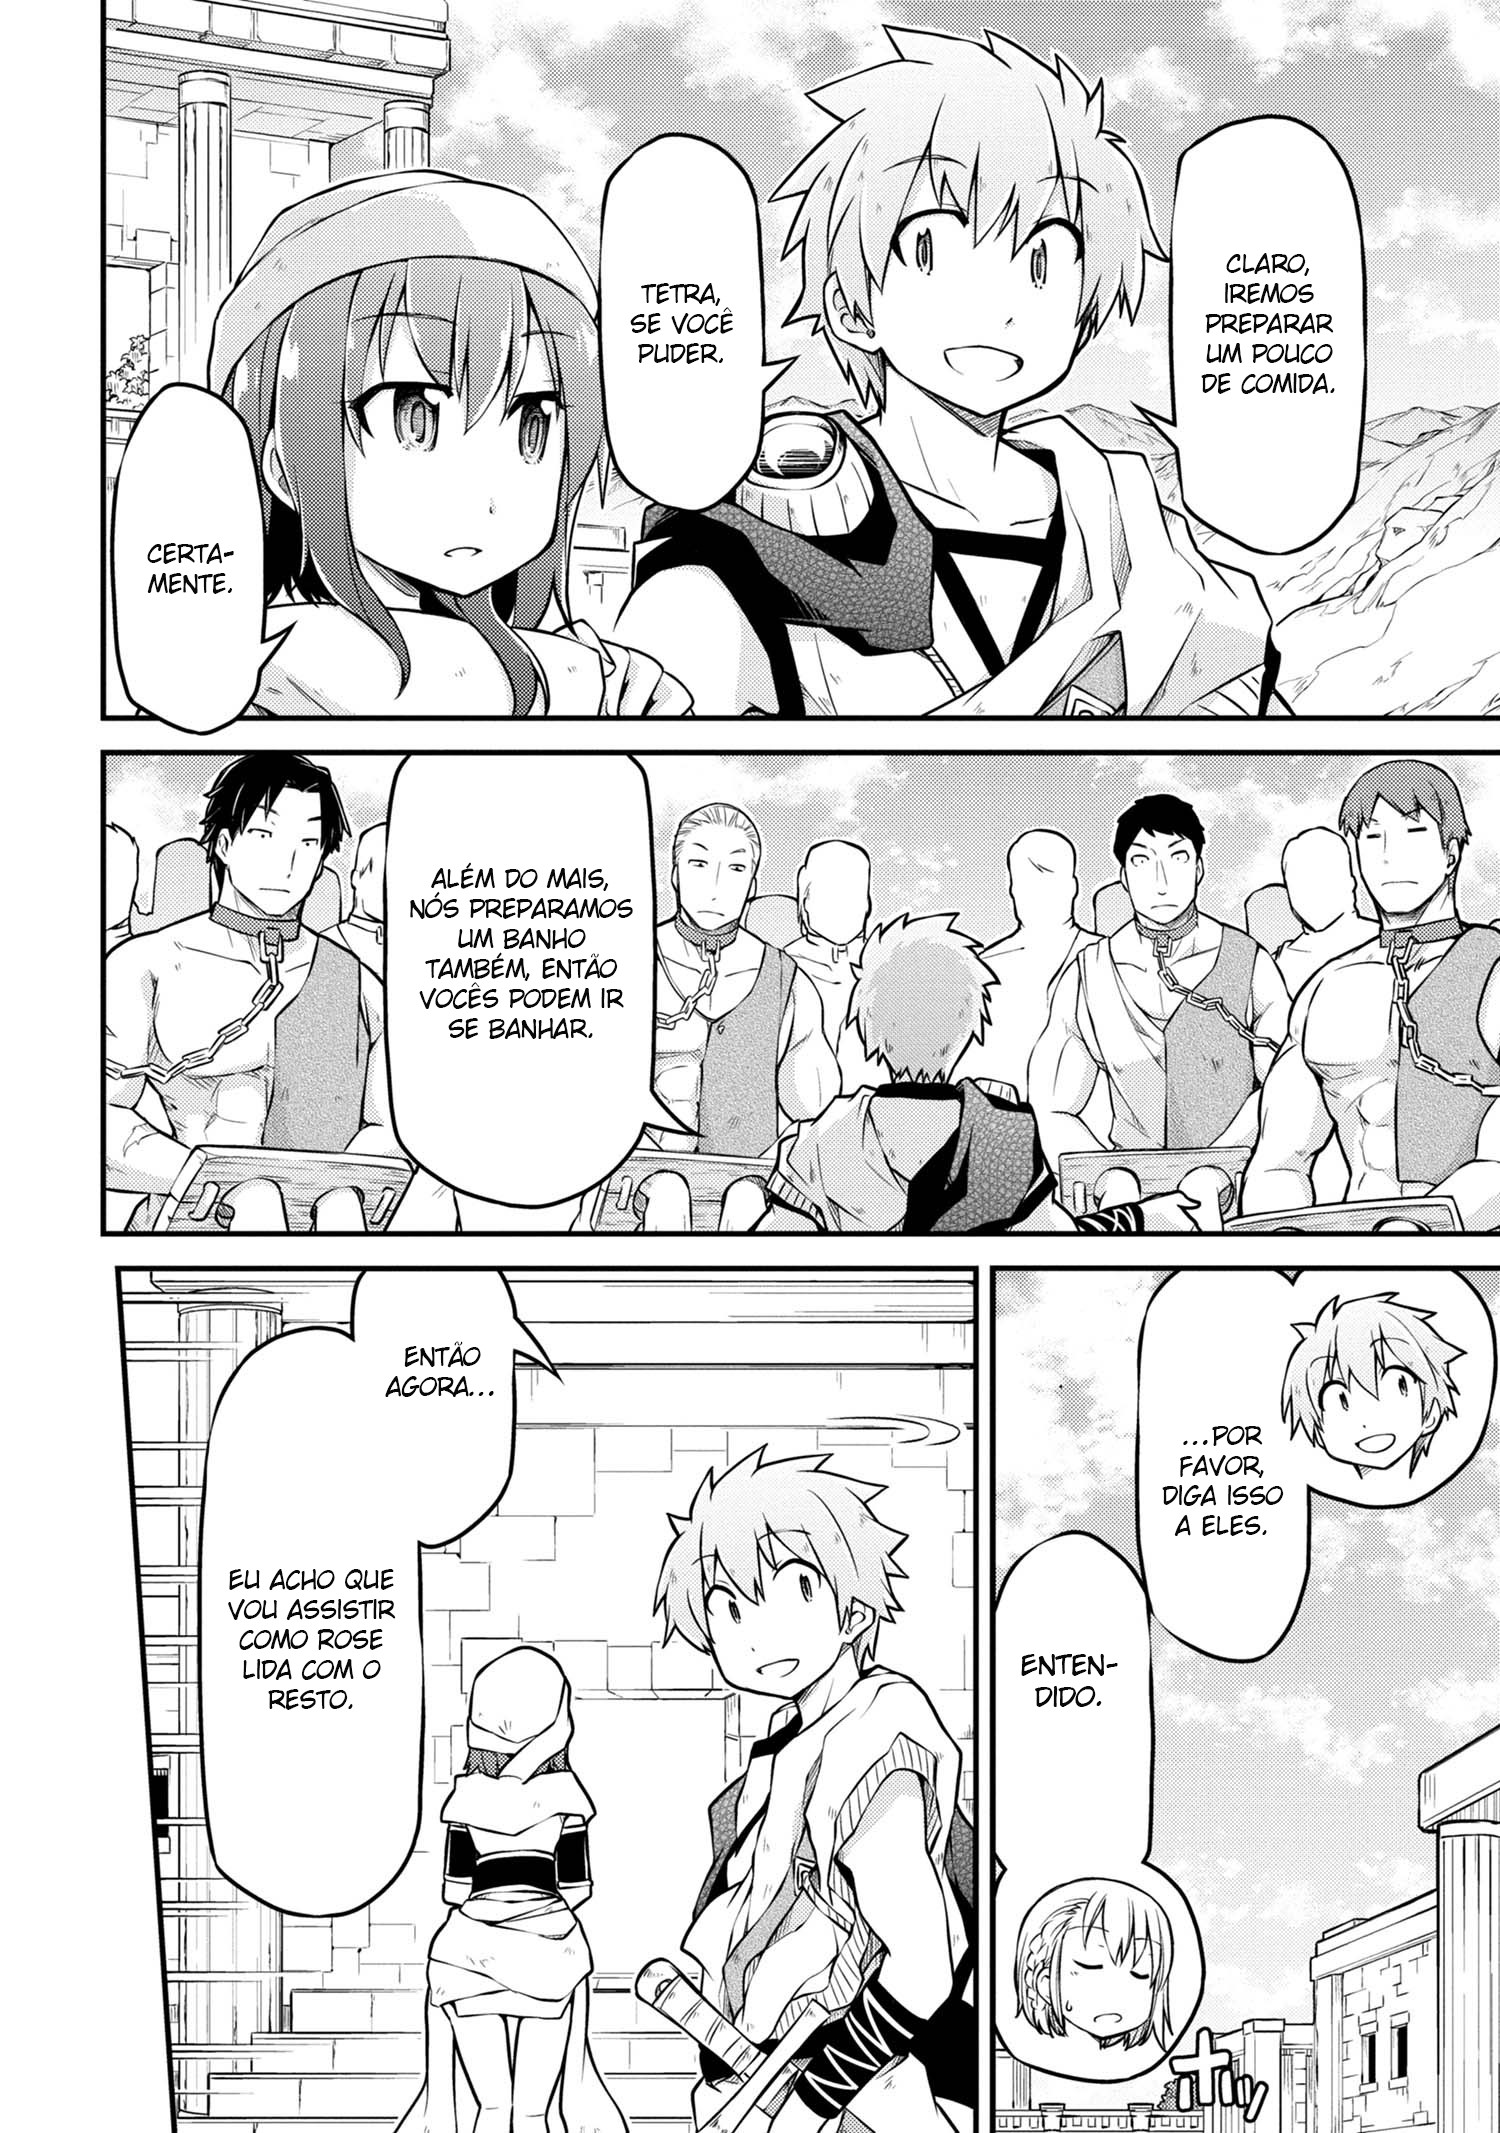 CLARO,
IREMOS
PREPARAR
UM POUCO
DE COMIDA.
TETRA,
SE VOCÊ
PUDER.
CERTA-
MENTE.
ALÉM DO MAIS,
NÓS PREPARAMOS
UM BANHO
TAMBÉM, ENTÃO
VOCÊS PODEM IR
SE BANHAR.
...POR
FAVOR,
DIGA ISSO
A ELES.
ENTEN-
DIDO.
ENTÃO
AGORA...
EU ACHO QUE
VOU ASSISTIR
COMO ROSE
LIDA COM O
RESTO.